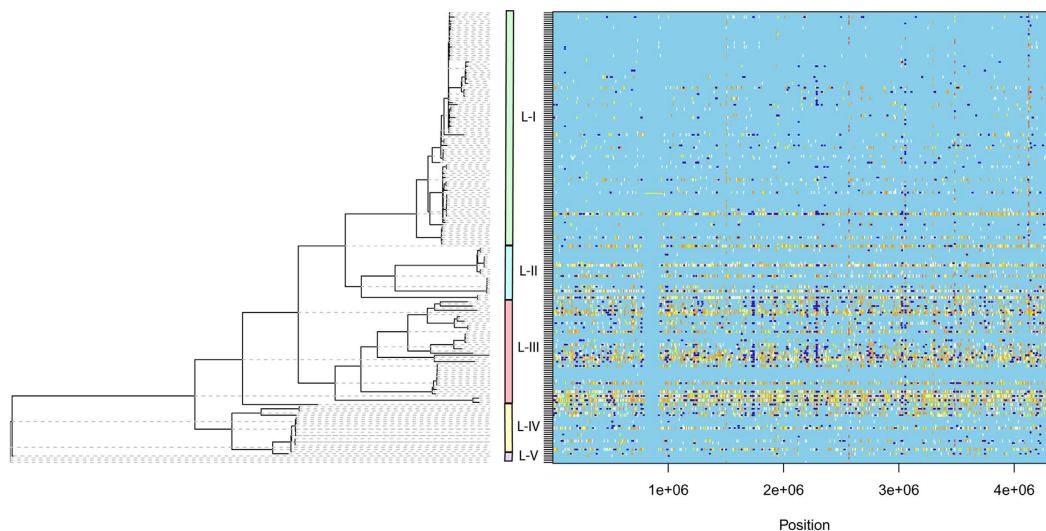 L-I
L-II
L-III
L-IV
L-V
1e+06 2e+06 3e+06 4e+06
Position